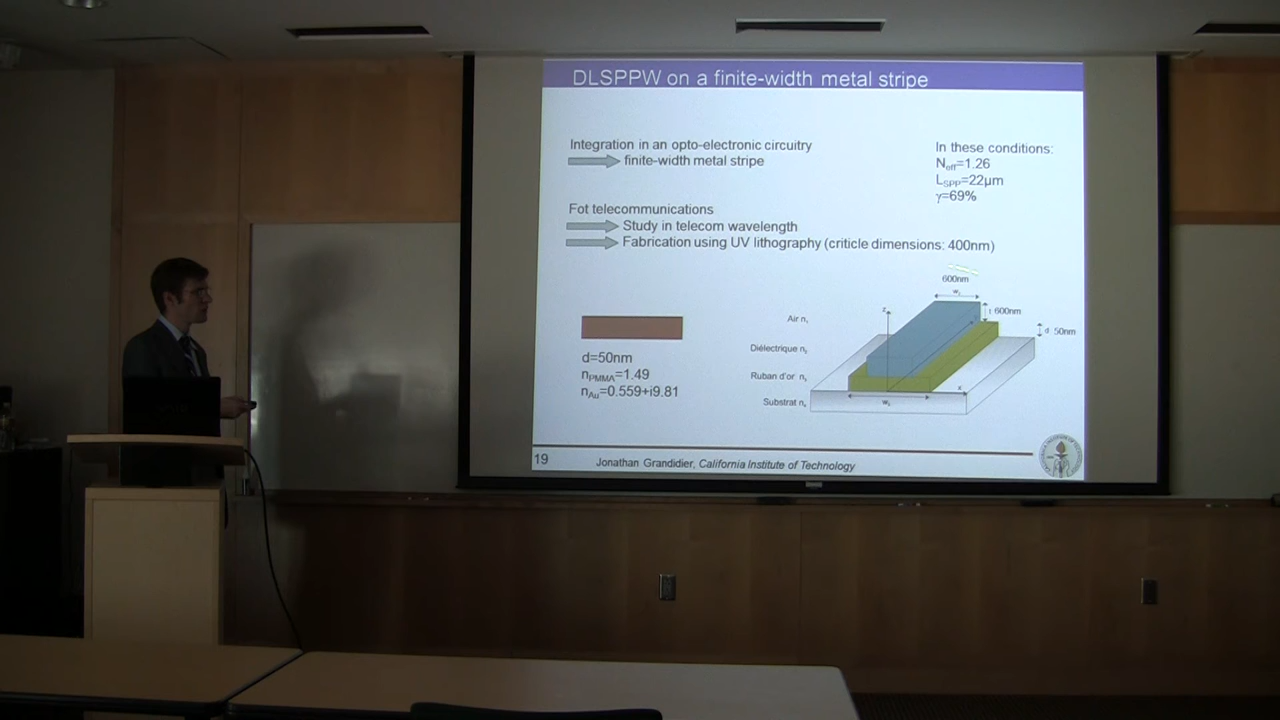 DLSPPW on a finite-width metal stripe
Integration in an opto-electronic circuitry
finite-width metal stripe
Fot telecommunications
Study in telecom wavelength
Fabrication using UV lithography (criticle dimensions: 400nm)
In these conditions:
Neff=1.26
LSPP=22µm
γ=69%
d=50nm
nPMMA=1.49
nAu=0.559+i9.81
600nm
z
t 600nm
d 50nm
Air n
Diélectrique n
Ruban d'or n
Substrat n
x
19
Jonathan Grandidier, California Institute of Technology